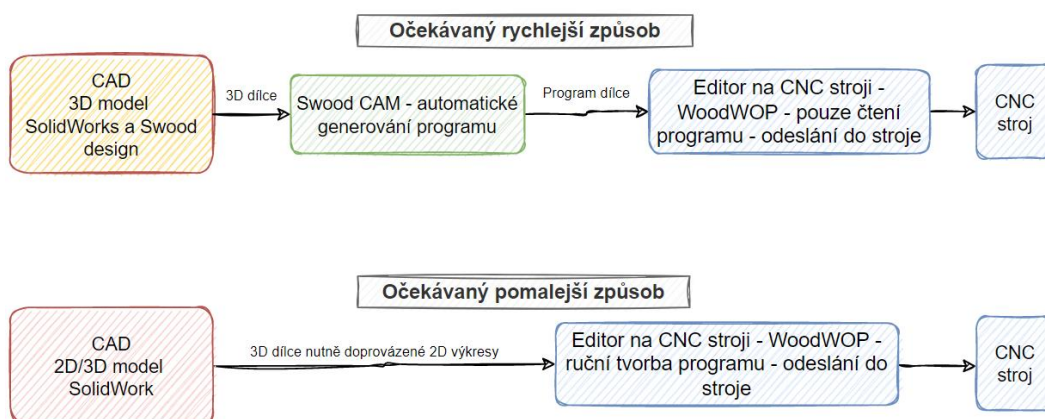 Očekávaný rychlejší způsob
CAD
3D model
SolidWorks a Swood
design
3D dílce
Swood CAM - automatické
generování programu
Program dílce
Editor na CNC stroji -
WoodWOP - pouze čtení
programu - odeslání do
stroje
CNC
stroj
Očekávaný pomalejší způsob
CAD
2D/3D model
SolidWork
3D dílce nutně doprovázené 2D výkresy
Editor na CNC stroji - WoodWOP -
ruční tvorba programu - odeslání do
stroje
CNC
stroj